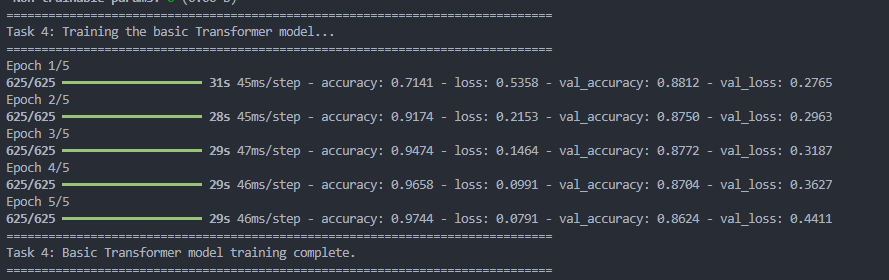 Non-trainable params: 0 (0.00 B)
==============================================================================
Task 4: Training the basic Transformer model...
==============================================================================
Epoch 1/5
625/625 ━━━━━━━━━━━━━━━━━━━━ 31s 45ms/step - accuracy: 0.7141 - loss: 0.5358 - val_accuracy: 0.8812 - val_loss: 0.2765
Epoch 2/5
625/625 ━━━━━━━━━━━━━━━━━━━━ 28s 45ms/step - accuracy: 0.9174 - loss: 0.2153 - val_accuracy: 0.8750 - val_loss: 0.2963
Epoch 3/5
625/625 ━━━━━━━━━━━━━━━━━━━━ 29s 47ms/step - accuracy: 0.9474 - loss: 0.1464 - val_accuracy: 0.8772 - val_loss: 0.3187
Epoch 4/5
625/625 ━━━━━━━━━━━━━━━━━━━━ 29s 46ms/step - accuracy: 0.9658 - loss: 0.0991 - val_accuracy: 0.8704 - val_loss: 0.3627
Epoch 5/5
625/625 ━━━━━━━━━━━━━━━━━━━━ 29s 46ms/step - accuracy: 0.9744 - loss: 0.0791 - val_accuracy: 0.8624 - val_loss: 0.4411
==============================================================================
Task 4: Basic Transformer model training complete.
==============================================================================